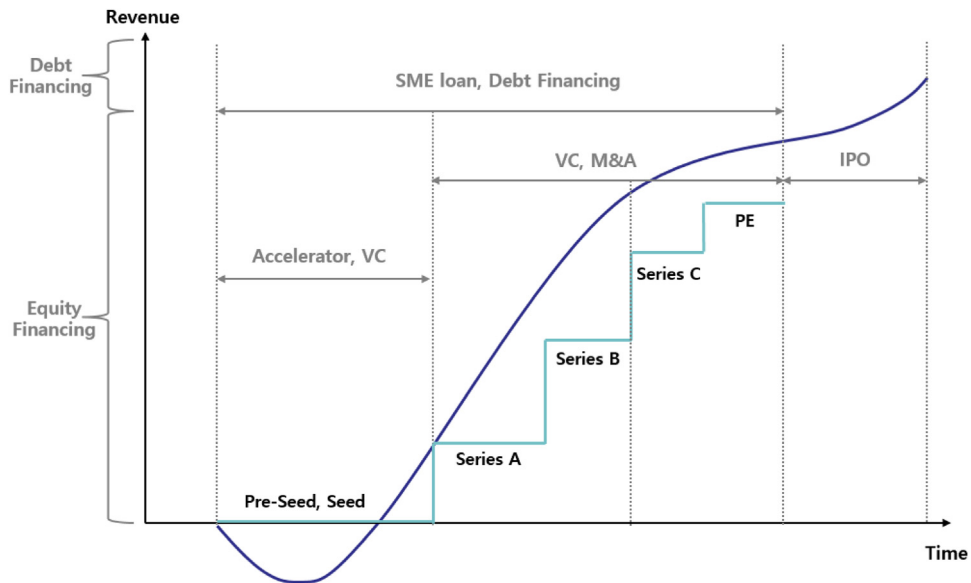 Revenue
Debt
Financing
SME loan, Debt Financing
VC, M&A
IPO
PE
Accelerator, VC
Series C
Equity
Financing
Series B
Series A
Pre-Seed, Seed
Time